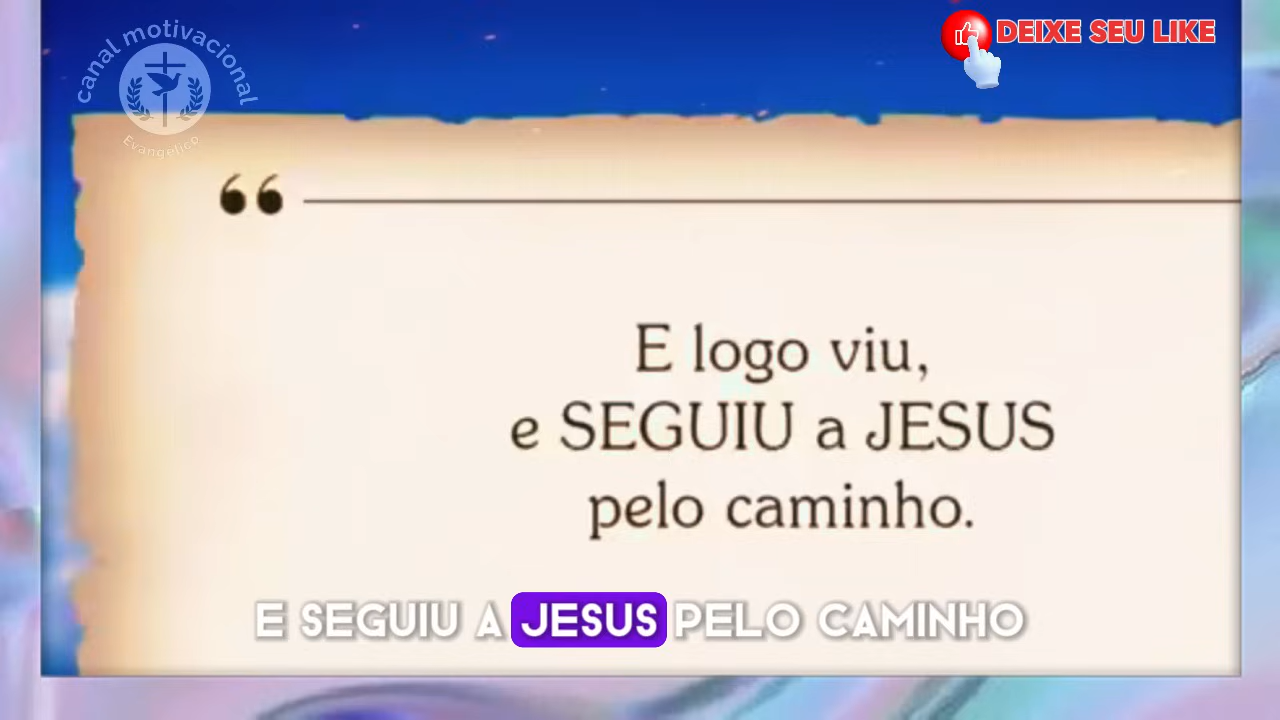 canal motivacional
Evangelico
DEIXE SEU LIKE
“
E logo viu,
e SEGUIU a JESUS
pelo caminho.
E SEGUIU A JESUS PELO CAMINHO